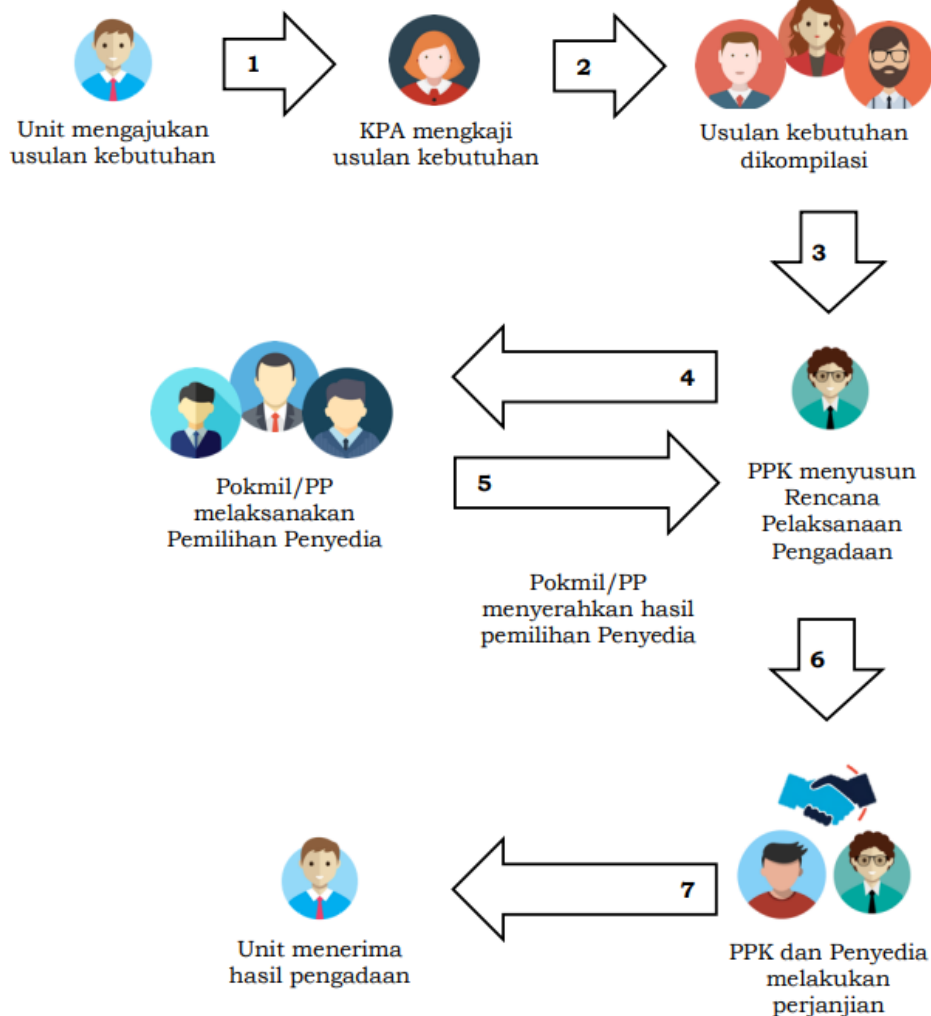 1
Unit mengajukan
usulan kebutuhan
KPA mengkaji
usulan kebutuhan
2
Usulan kebutuhan
dikompilasi
3
4
PPK menyusun
Rencana
Pelaksanaan
Pengadaan
Pokmil/PP
melaksanakan
Pemilihan Penyedia
5
Pokmil/PP
menyerahkan hasil
pemilihan Penyedia
6
PPK dan Penyedia
melakukan
perjanjian
7
Unit menerima
hasil pengadaan